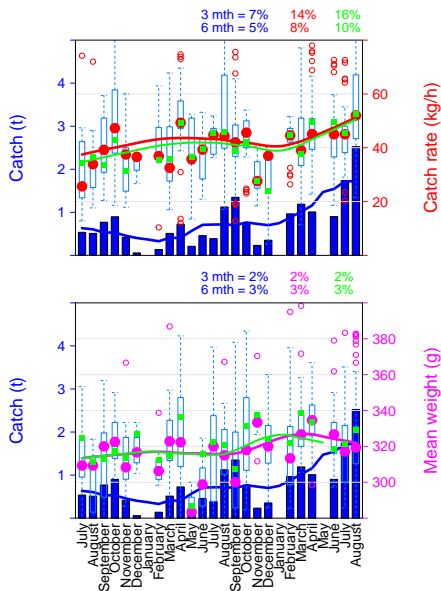 3 mth = 7% 14% 16%
6 mth = 5% 8% 10%
5
4
3
2
1
Catch (t)
60
40
20
Catch rate (kg/h)
3 mth = 2% 2% 2%
6 mth = 3% 3% 3%
4
3
2
1
Catch (t)
380
360
340
320
300
Mean weight (g)
July
August
September
October
November
December
January
February
March
April
May
June
July
August
September
October
November
December
January
February
March
April
May
June
July
August